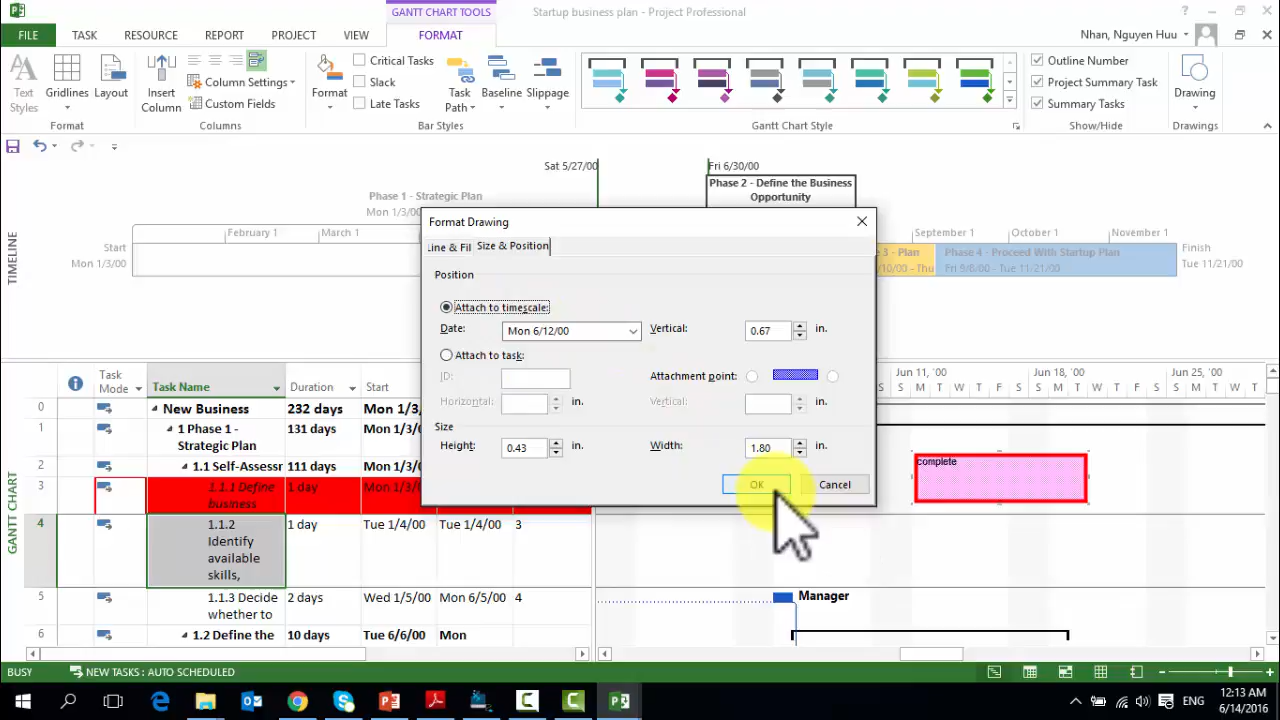 GANTT CHART TOOLS
Startup business plan - Project Professional
FILE TASK RESOURCE REPORT PROJECT VIEW FORMAT Nhan, Nguyen Huu
Text Styles Gridlines Layout
Format
Insert Column Column Settings Custom Fields
Columns
Format Critical Tasks Slack Late Tasks Task Path Baseline Slippage
Bar Styles
Gantt Chart Style
Outline Number
Project Summary Task
Summary Tasks
Show/Hide
Drawing
Drawings
TIMELINE
Sat 5/27/00 Fri 6/30/00
Phase 1 - Strategic Plan
Mon 1/3/00
Phase 2 - Define the Business
Opportunity
February 1 March 1 September 1 October 1 November 1
Start
Mon 1/3/00
3 - Plan
/10/00 - Thu
Phase 4 - Proceed With Startup Plan
Fri 9/8/00 - Tue 11/21/00
Finish
Tue 11/21/00
Format Drawing
Line & Fil Size & Position
Position
Attach to timescale:
Date: Mon 6/12/00 Vertical: 0.67 in.
Attach to task:
ID: Attachment point:
Horizontal: in. Vertical: in.
Size
Height: 0.43 in. Width: 1.80 in.
OK Cancel
GANTT CHART
Task Mode Task Name Duration Start
Jun 11, '00 Jun 18, '00 Jun 25, '00
S M T W T F S S M T W T F S S M T W T
0 New Business 232 days Mon 1/3/0
1 1 Phase 1 - Strategic Plan 131 days Mon 1/3/0
2 1.1 Self-Assessr 111 days Mon 1/3/0
3 1.1.1 Define business 1 day Mon 1/3/0
4 1.1.2 Identify available skills, 1 day Tue 1/4/00 Tue 1/4/00 3
5 1.1.3 Decide whether to 2 days Wed 1/5/00 Mon 6/5/00 4
6 1.2 Define the 10 days Tue 6/6/00 Mon
complete
Manager
BUSY NEW TASKS : AUTO SCHEDULED
ENG
12:13 AM
6/14/2016